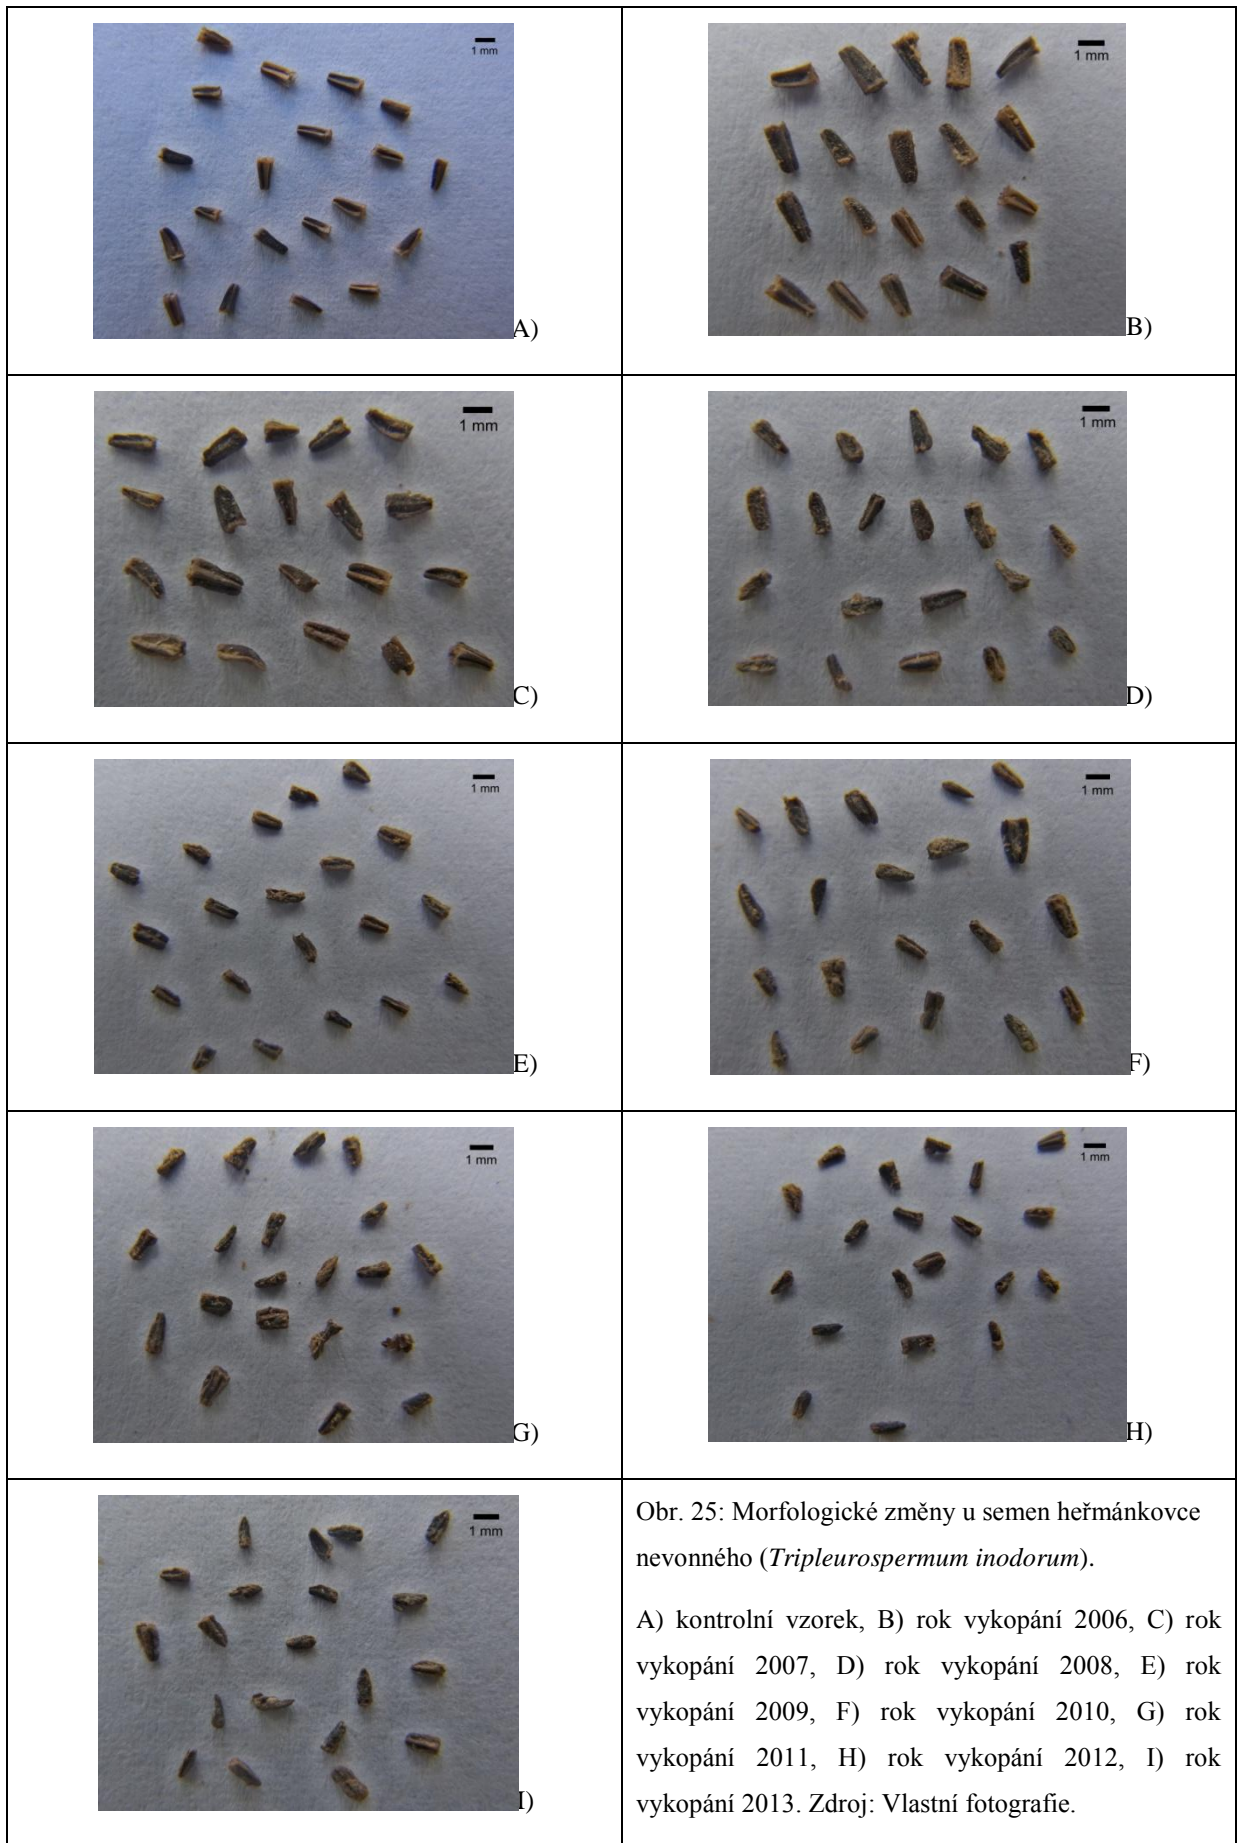 1 mm
A)
1 mm
B)
1 mm
C)
1 mm
D)
1 mm
E)
1 mm
F)
1 mm
G)
1 mm
H)
1 mm
I)
Obr. 25: Morfologické změny u semen heřmánkovce
nevonného (Tripleurospermum inodorum).
A) kontrolní vzorek, B) rok vykopání 2006, C) rok
vykopání 2007, D) rok vykopání 2008, E) rok
vykopání 2009, F) rok vykopání 2010, G) rok
vykopání 2011, H) rok vykopání 2012, I) rok
vykopání 2013. Zdroj: Vlastní fotografie.